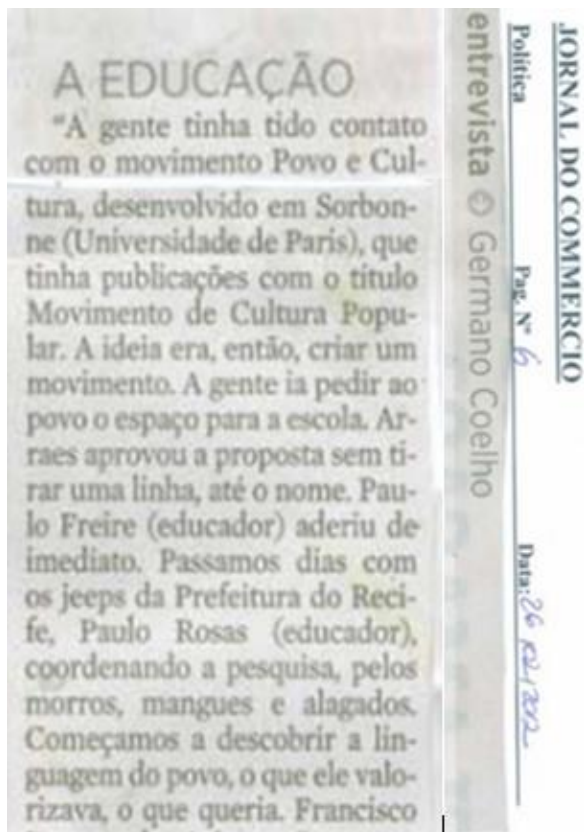 A EDUCAÇÃO
"A gente tinha tido contato
com o movimento Povo e Cul-
tura, desenvolvido em Sorbon-
ne (Universidade de Paris), que
tinha publicações com o titulo
Movimento de Cultura Popu-
lar. A ideia era, então, criar um
movimento. A gente ia pedir ao
povo o espaço para a escola. Ar-
raes aprovou a proposta sem ti-
rar uma linha, até o nome. Pau-
lo Freire (educador) aderiu de
imediato. Passamos dias com
os jeeps da Prefeitura do Reci-
fe, Paulo Rosas (educador),
coordenando a pesquisa, pelos
morros, mangues e alagados.
Começamos a descobrir a lin-
guagem do povo, o que ele valo-
rizava, o que queria. Francisco
JORNAL DO COMMERCIO
Política Pag. Nº 6 Data: 26
entrevista Germano Coelho